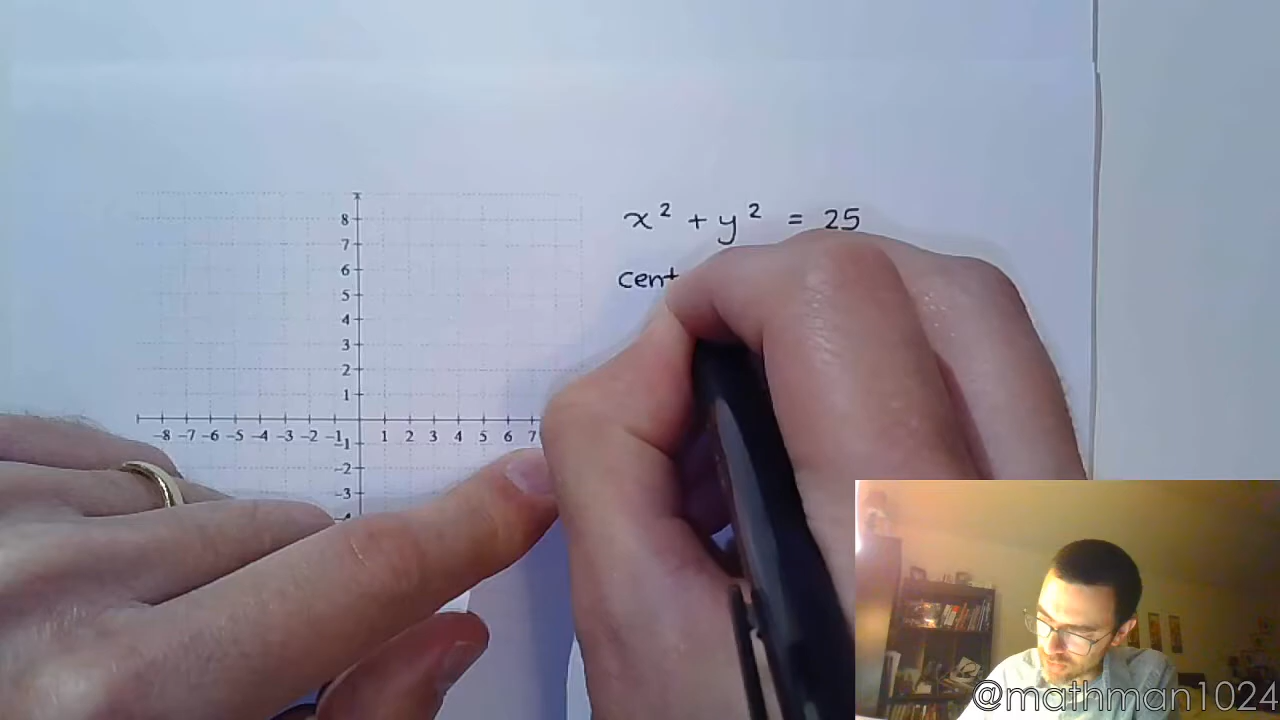 x² + y² = 25
cent
8
7
6
5
4
3
2
1
-8 -7 -6 -5 -4 -3 -2 -1 1 2 3 4 5 6 7
-1
-2
-3
@mathman1024